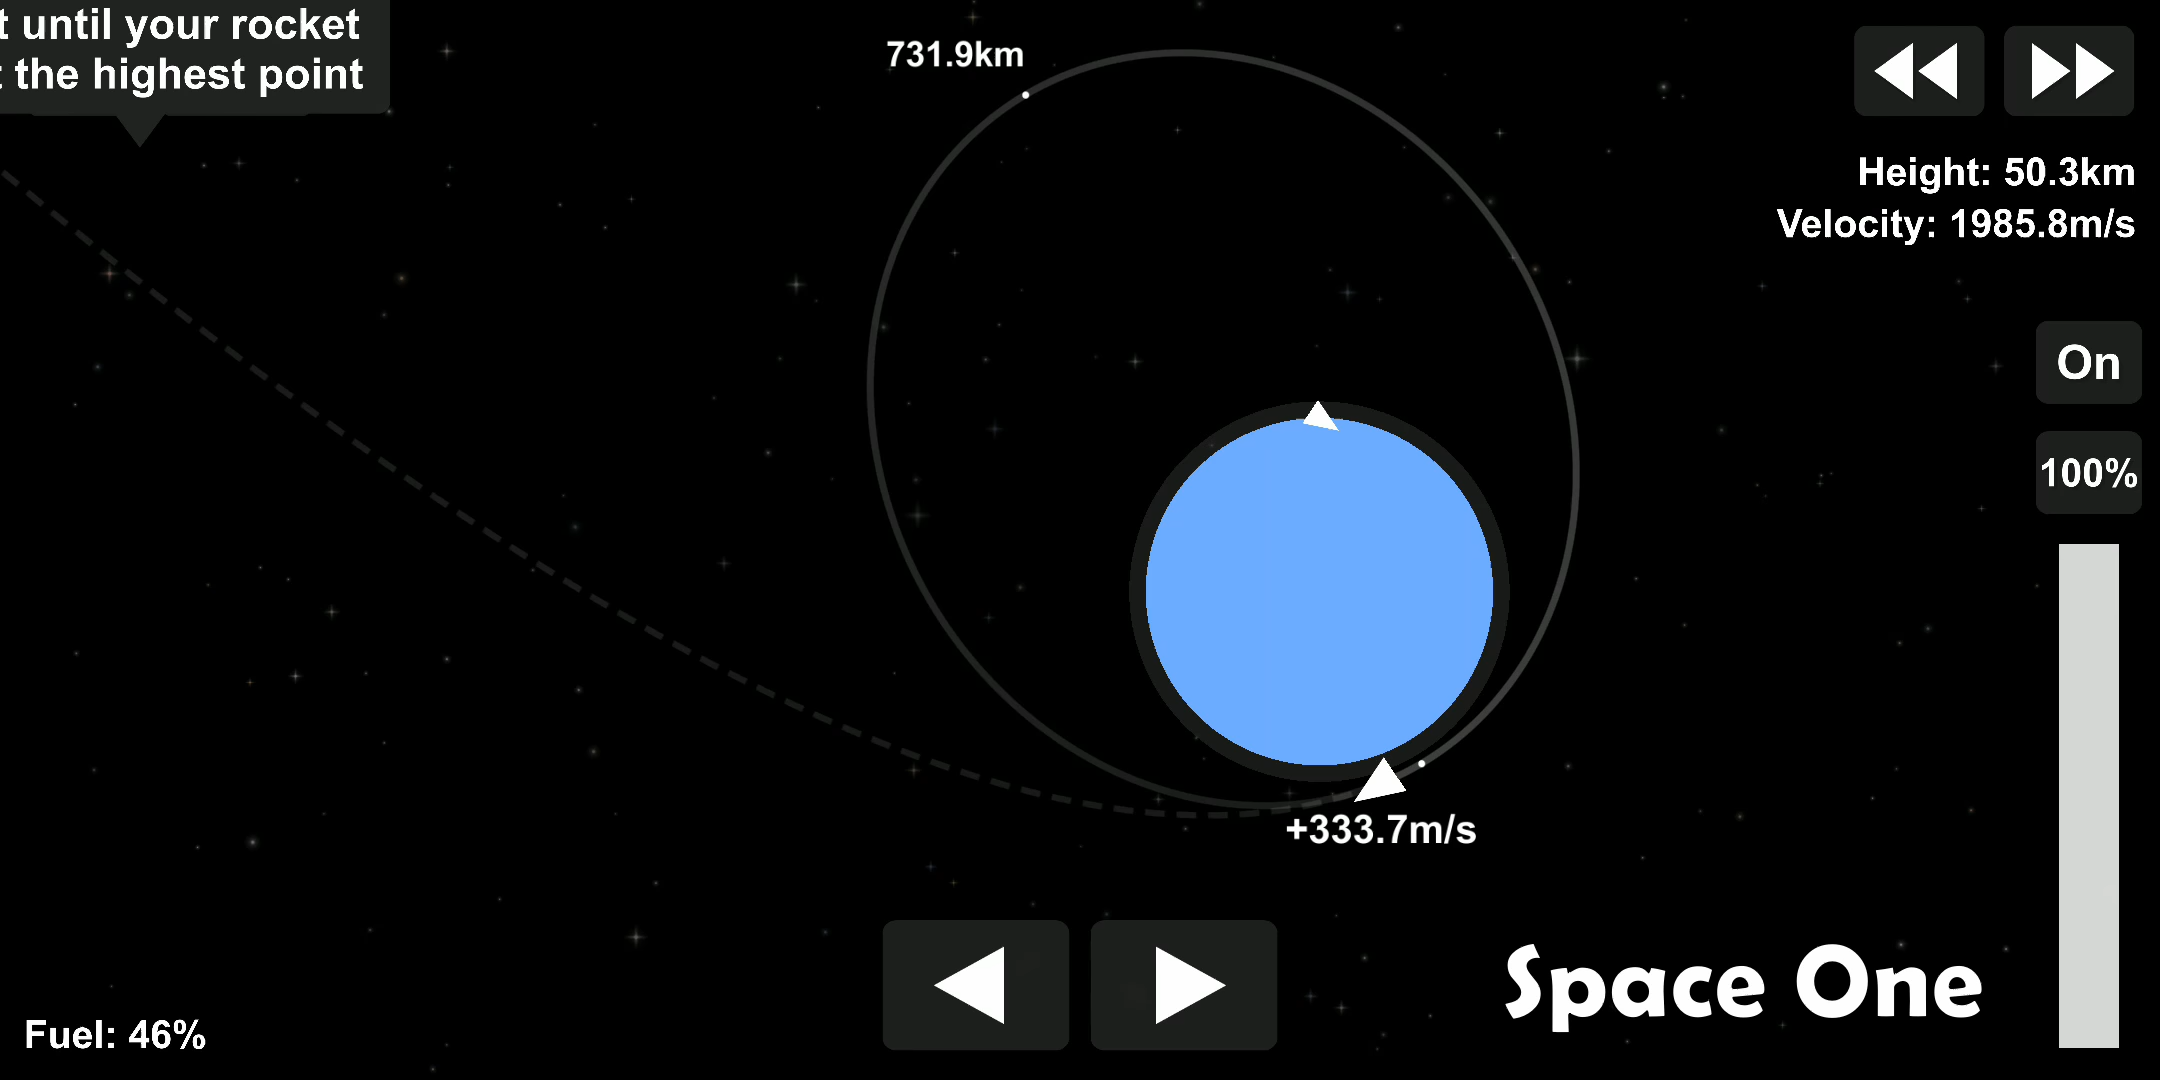 t until your rocket
the highest point
731.9km
Height: 50.3km
Velocity: 1985.8m/s
On
100%
+333.7m/s
Space One
Fuel: 46%